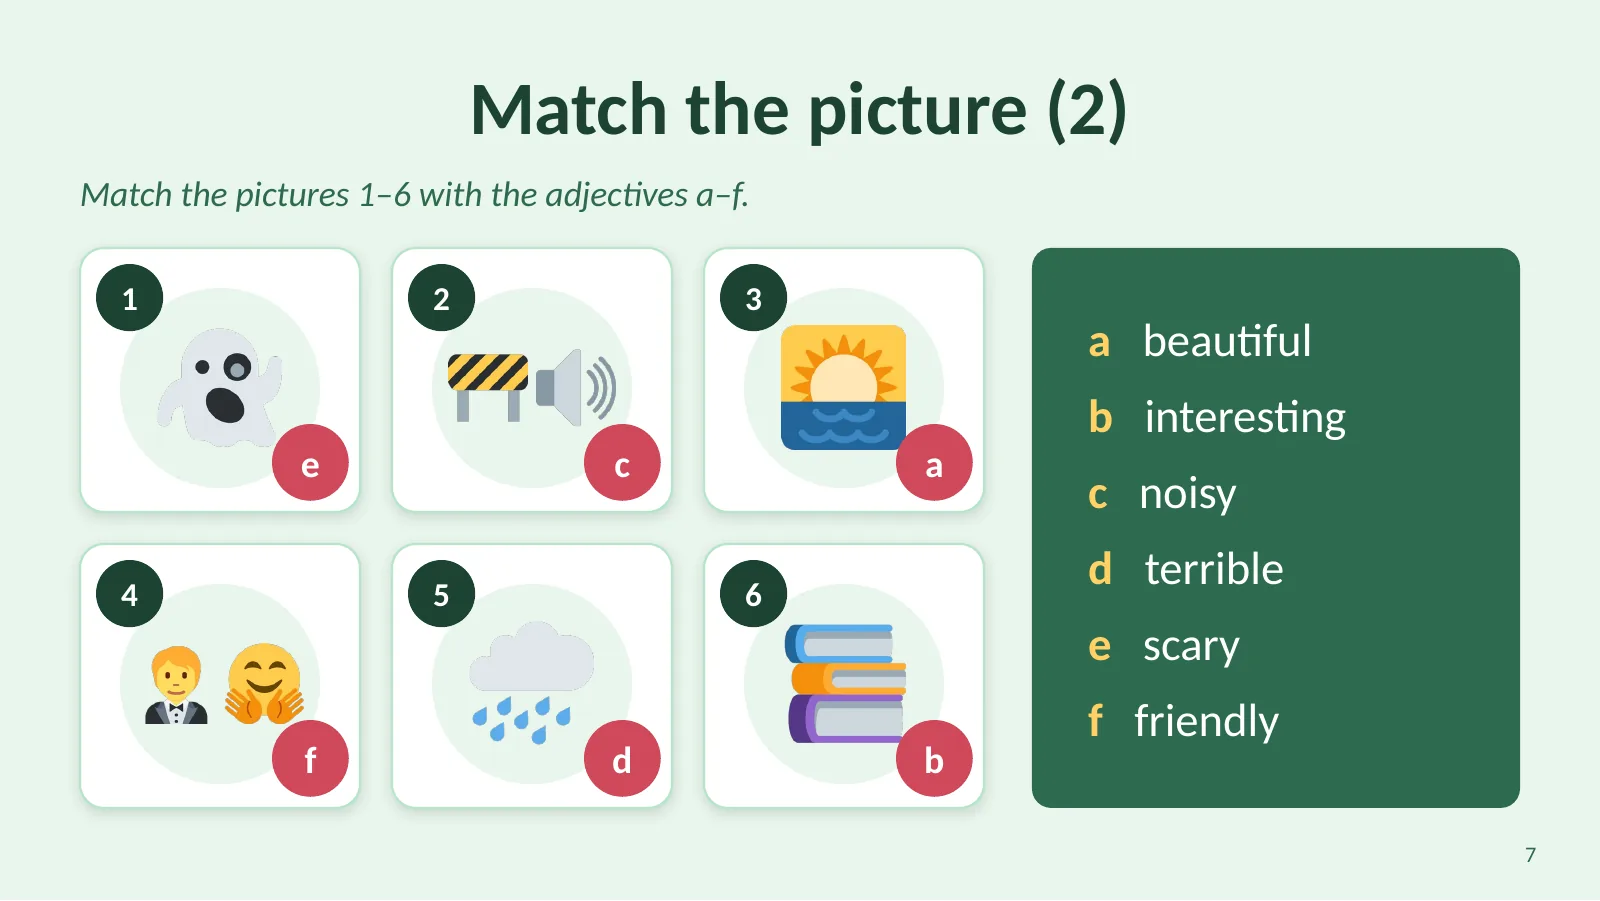 Match the picture (2)
Match the pictures 1–6 with the adjectives a–f.
1
e
2
c
3
a
4
f
5
d
6
b
a beautiful
b interesting
c noisy
d terrible
e scary
f friendly
7